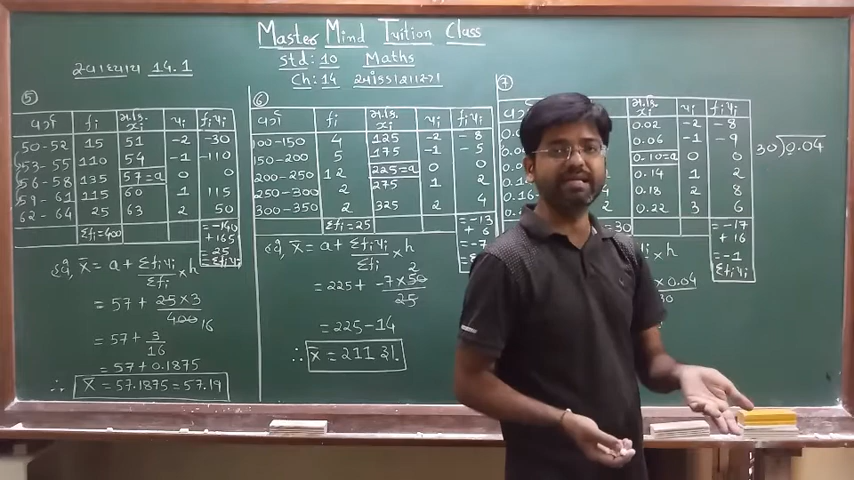 Master Mind Tuition Class
std: 10 Maths
Ch: 14 આંકડાશાસ્ત્ર
સ્વાધ્યાય 14.1
⑤
વર્ગ fi મ.કિ. xi ui fiui
50-52 15 51 -2 -30
53-55 110 54 -1 -110
56-58 135 57=a 0 0
59-61 115 60 1 115
62-64 25 63 2 50
Σfi=400 =-140
+165
= 25
=Σfiui
હવે, x̄ = a + Σfiui/Σfi × h
= 57 + 25×3/400 16
= 57 + 3/16
= 57 + 0.1875
∴ x̄ = 57.1875 = 57.19
⑥
વર્ગ fi મ.કિ. xi ui fiui
100-150 4 125 -2 -8
150-200 5 175 -1 -5
200-250 12 225=a 0 0
250-300 2 275 1 2
300-350 2 325 2 4
Σfi=25 =-13
+ 6
=-7
હવે, x̄ = a + Σfiui/Σfi × h
= 225 + -7×50/25 2
= 225 - 14
∴ x̄ = 211 રૂ.
⑦
મ.કિ. xi ui fiui
0.02 -2 -8
0.06 -1 -9
0.10=a 0 0
0.14 1 2
0.18 2 8
0.22 3 6
=30 =-17
+ 16
=-1
Σfiui
× h
×0.04
30
30)0.04